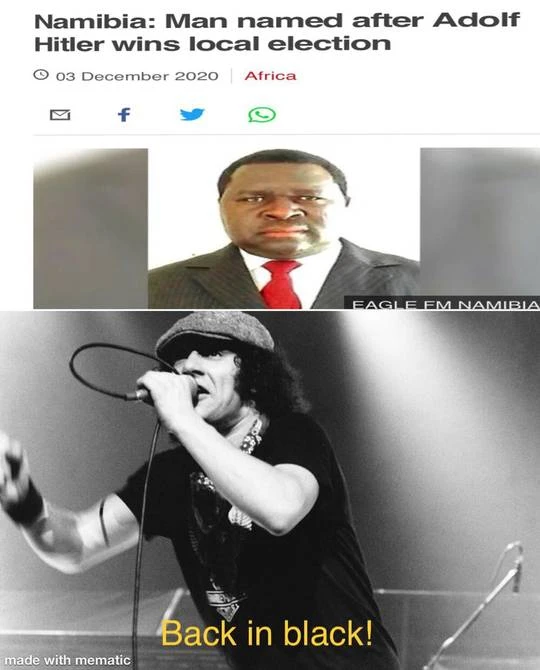 Namibia: Man named after Adolf
Hitler wins local election
03 December 2020 Africa
EAGLE FM NAMIBIA
Back in black!
made with mematic